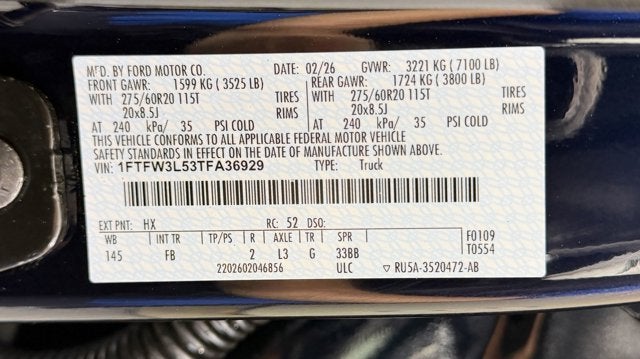 MFD. BY FORD MOTOR CO. DATE: 02/26 GVWR: 3221 KG ( 7100 LB)
FRONT GAWR: 1599 KG ( 3525 LB) REAR GAWR: 1724 KG ( 3800 LB)
WITH 275/60R20 115T TIRES WITH 275/60R20 115T TIRES
20x8.5J RIMS 20x8.5J RIMS
AT 240 kPa/ 35 PSI COLD AT 240 kPa/ 35 PSI COLD
THIS VEHICLE CONFORMS TO ALL APPLICABLE FEDERAL MOTOR VEHICLE
SAFETY STANDARDS IN EFFECT ON THE DATE OF MANUFACTURE SHOWN ABOVE.
VIN: 1FTFW3L53TFA36929 TYPE: Truck
EXT PNT: HX RC: 52 DSO:
WB INT TR TP/PS R AXLE TR SPR F0109
145 FB 2 L3 G 33BB T0554
2202602046856 ULC ▽ RU5A-3520472-AB